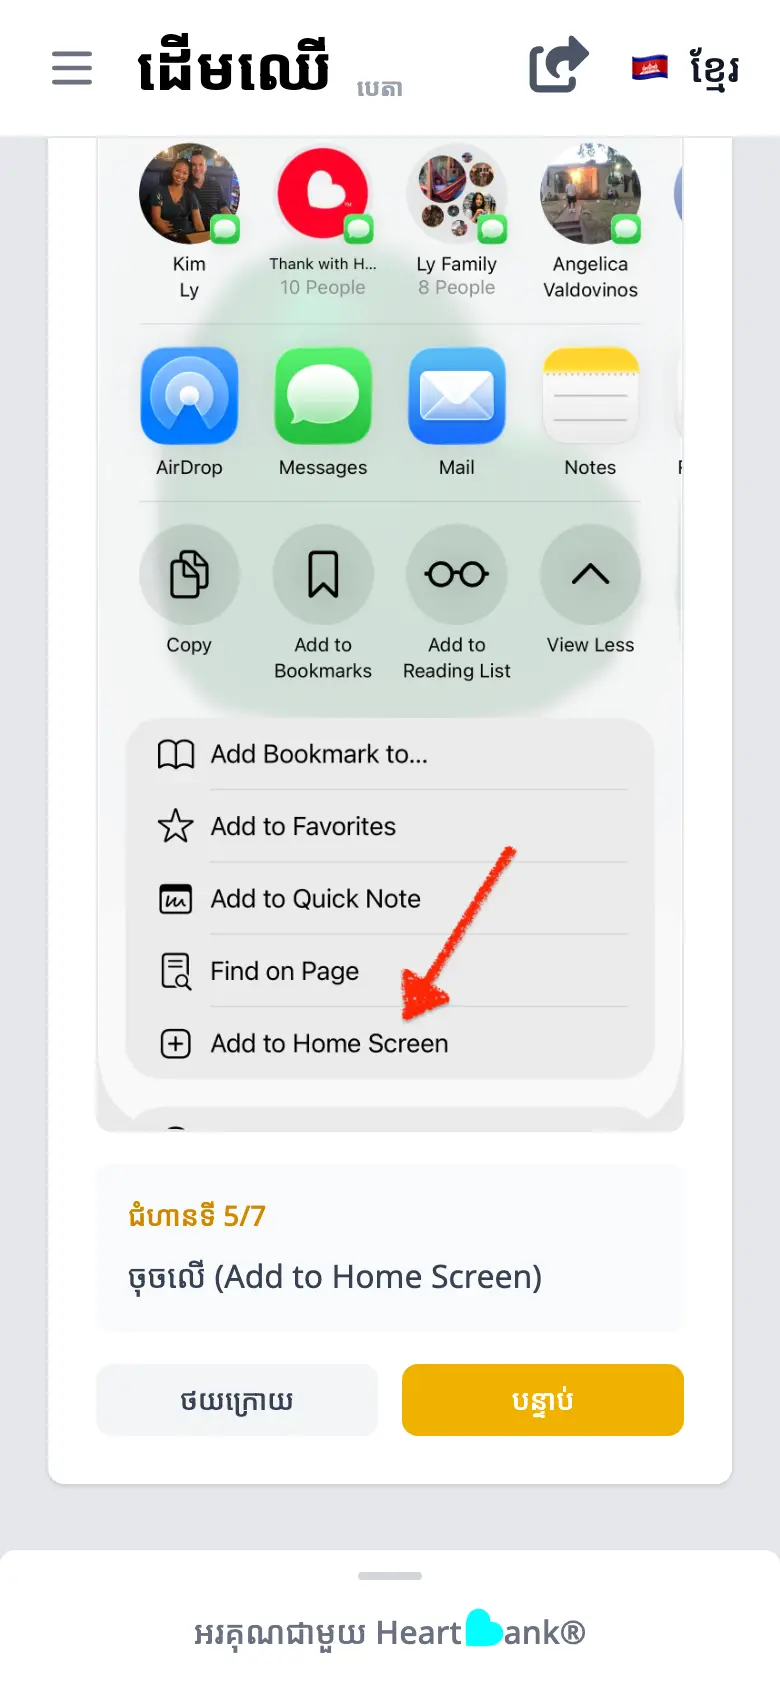 ដើមឈើ បេតា 🇰🇭 ខ្មែរ
Kim Ly
Thank with H... 10 People
Ly Family 8 People
Angelica Valdovinos
AirDrop Messages Mail Notes
Copy
Add to Bookmarks
Add to Reading List
View Less
Add Bookmark to...
Add to Favorites
Add to Quick Note
Find on Page
Add to Home Screen
ជំហានទី 5/7
ចុចលើ (Add to Home Screen)
ថយក្រោយ បន្ទាប់
អរគុណជាមួយ Heart ank®